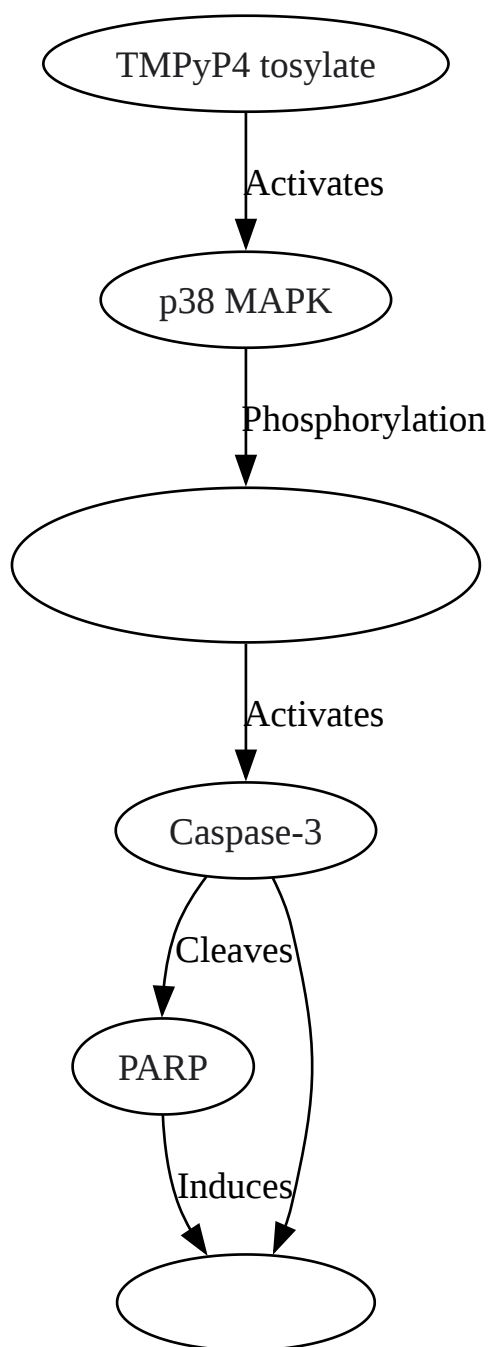 TMPyP4 tosylate
Activates
p38 MAPK
Phosphorylation
Activates
Caspase-3
Cleaves
PARP
Induces